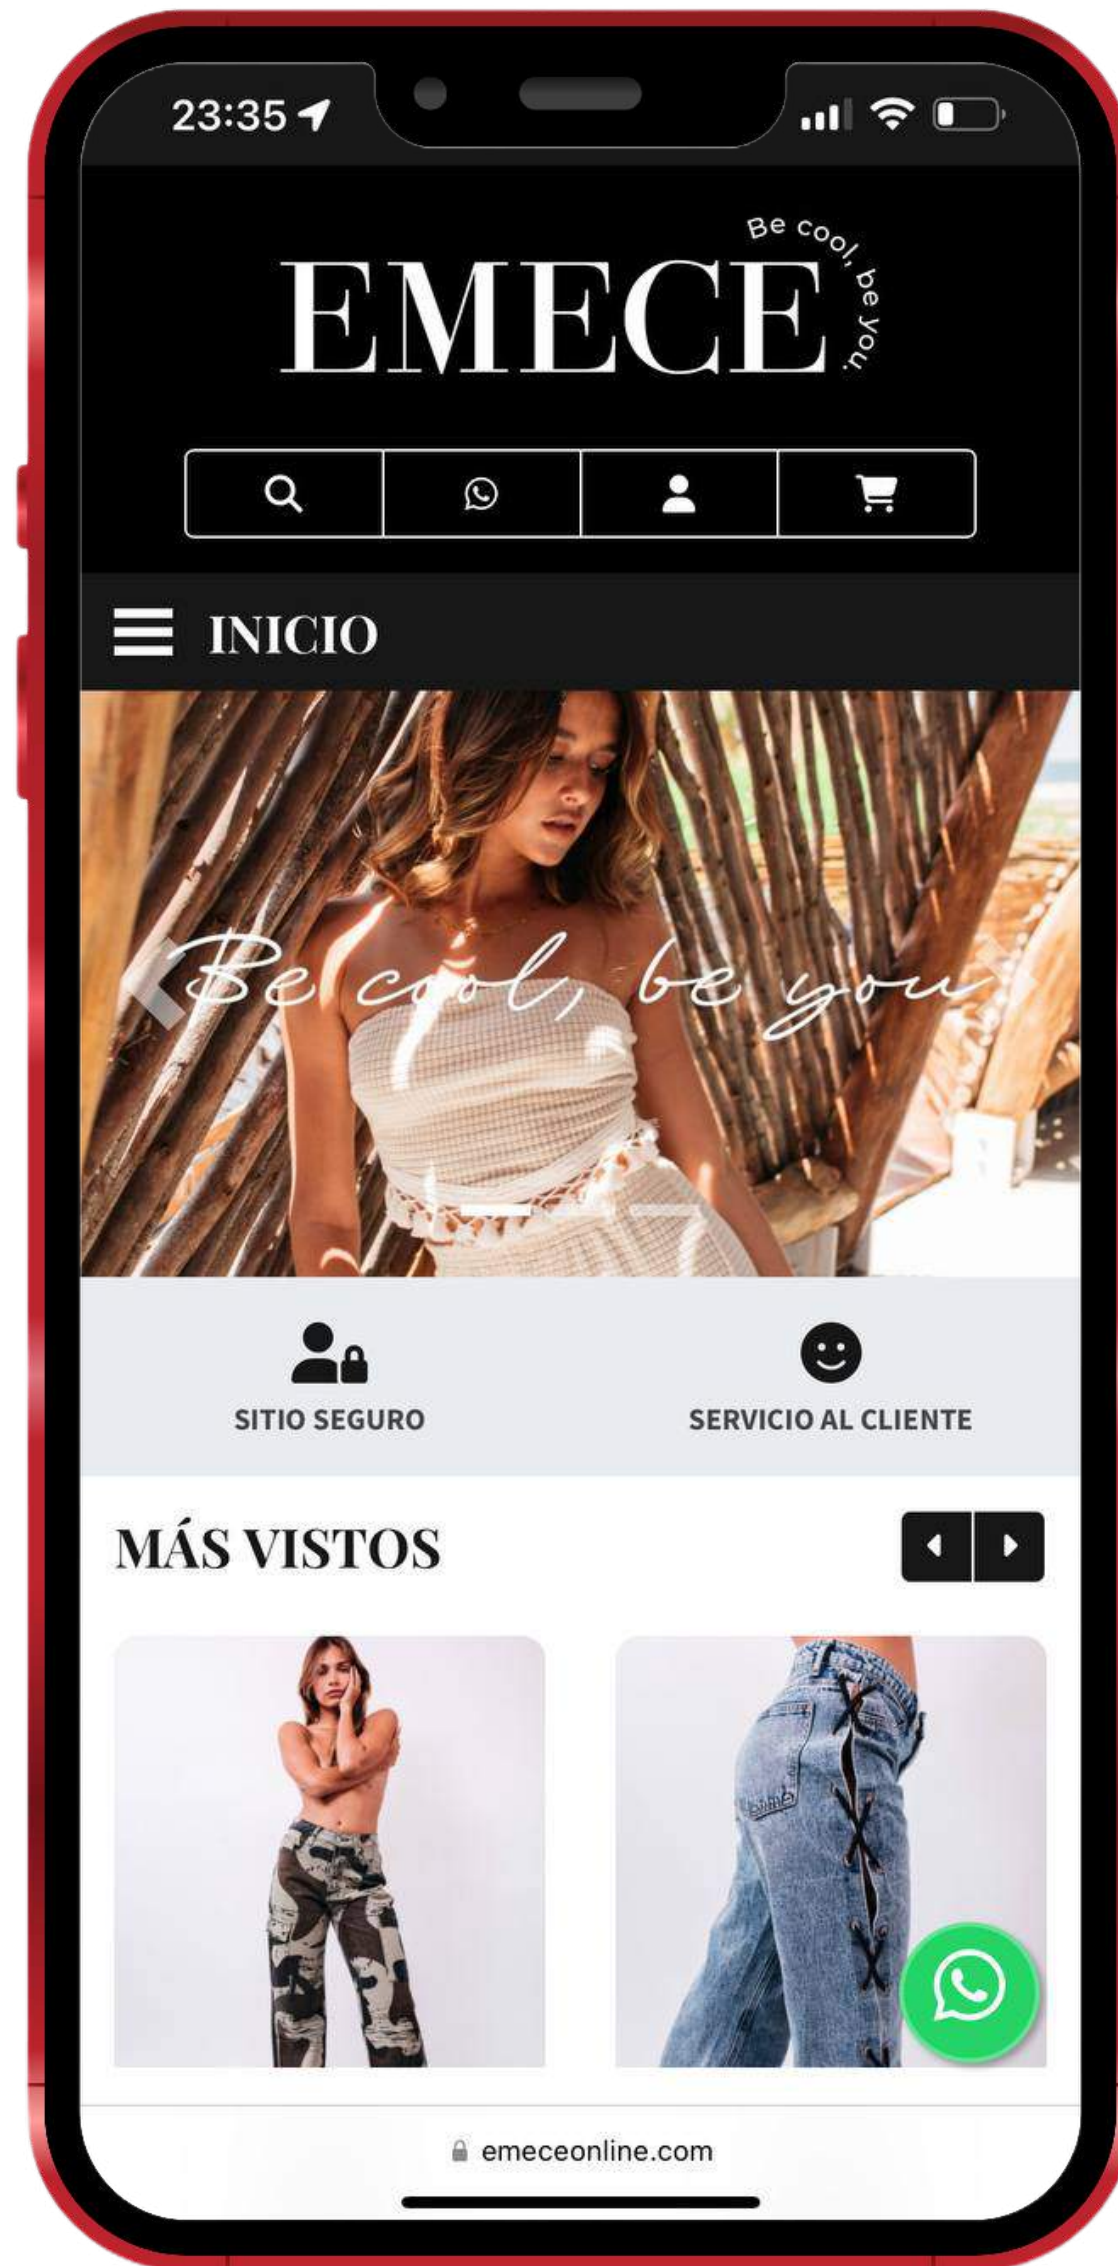 23:35
EMECE
Be cool, be you.
INICIO
Be cool, be you
SITIO SEGURO
SERVICIO AL CLIENTE
MÁS VISTOS
emeceonline.com